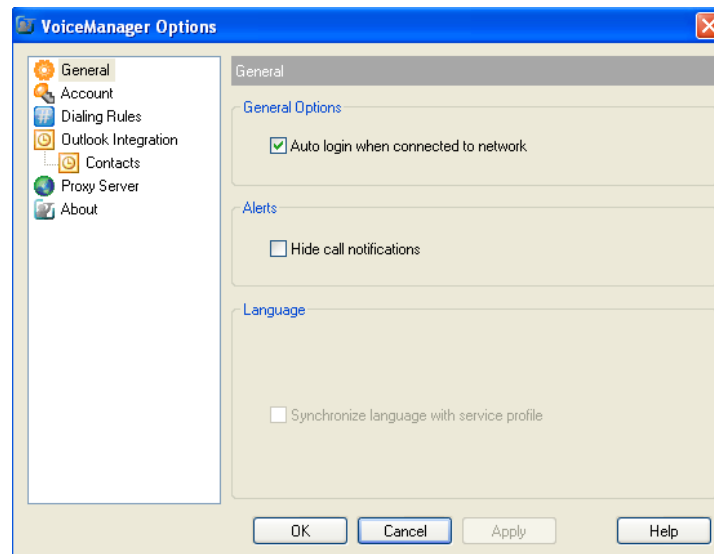 VoiceManager Options
General
Account
Dialing Rules
Outlook Integration
Contacts
Proxy Server
About
General
General Options
Auto login when connected to network
Alerts
Hide call notifications
Language
Synchronize language with service profile
OK Cancel Apply Help